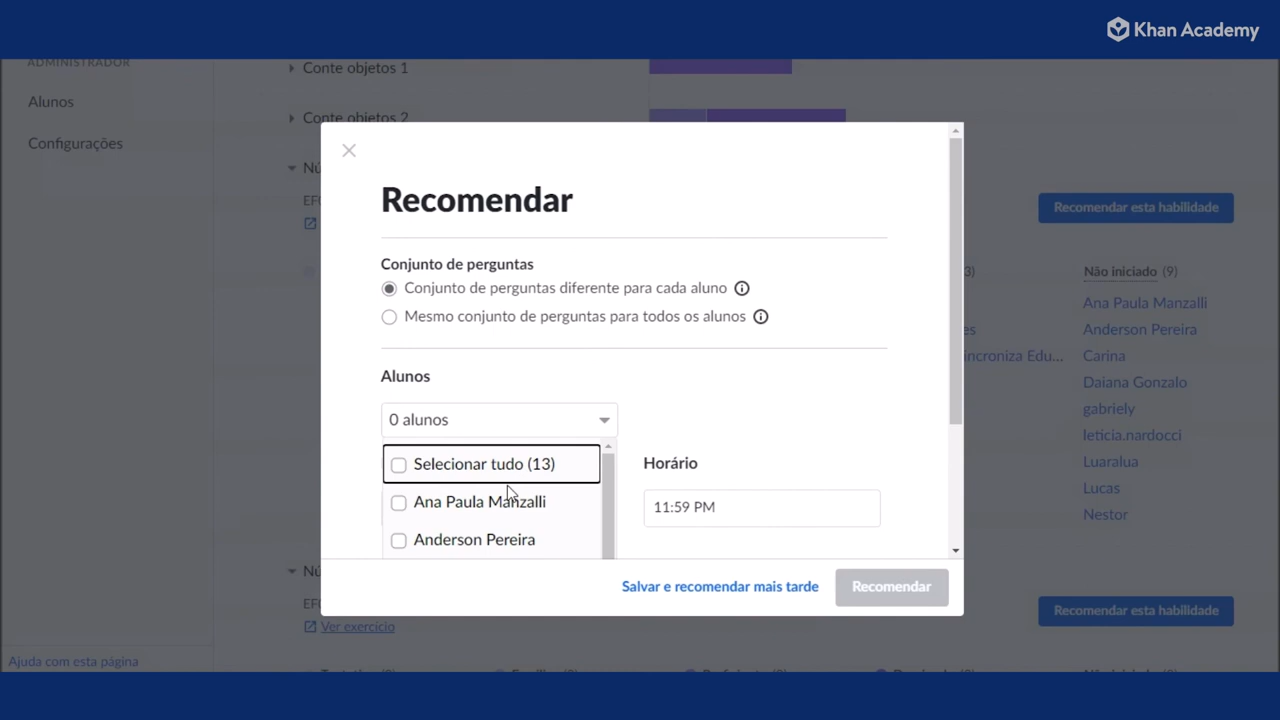 Khan Academy
ADMINISTRADOR
Alunos
Configurações
Conte objetos 1
Conte objetos 2
Recomendar esta habilidade
Não iniciado (9)
Ana Paula Manzalli
Anderson Pereira
Carina
Daiana Gonzalo
gabriely
leticia.nardocci
Luaralua
Lucas
Nestor
Recomendar
Conjunto de perguntas
Conjunto de perguntas diferente para cada aluno
Mesmo conjunto de perguntas para todos os alunos
Alunos
0 alunos
Selecionar tudo (13)
Ana Paula Manzalli
Anderson Pereira
Horário
11:59 PM
Salvar e recomendar mais tarde
Recomendar
Recomendar esta habilidade
Ver exercício
Ajuda com esta página